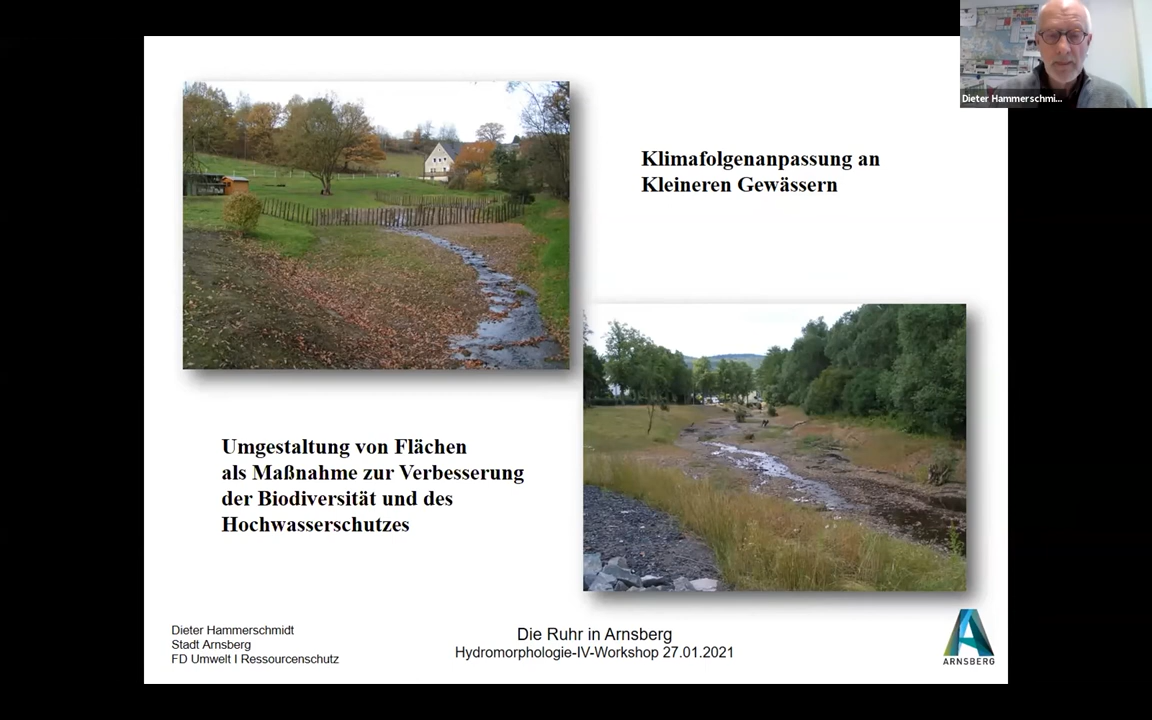 Dieter Hammerschmi...
Klimafolgenanpassung an
Kleineren Gewässern
Umgestaltung von Flächen
als Maßnahme zur Verbesserung
der Biodiversität und des
Hochwasserschutzes
Dieter Hammerschmidt
Stadt Arnsberg
FD Umwelt I Ressourcenschutz
Die Ruhr in Arnsberg
Hydromorphologie-IV-Workshop 27.01.2021
ARNSBERG